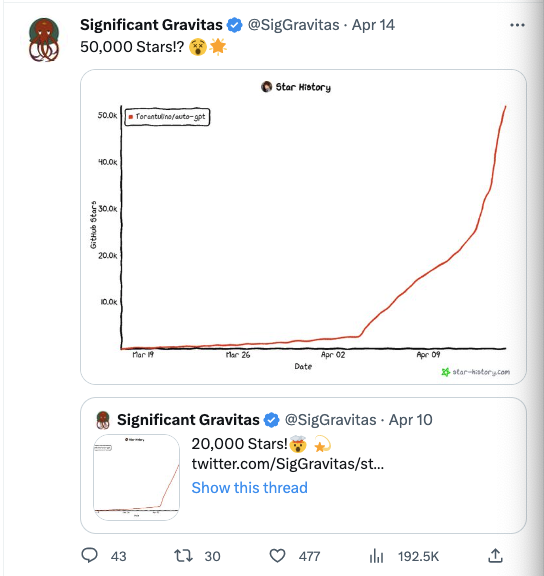 Significant Gravitas @SigGravitas · Apr 14
50,000 Stars!? 😵🌟
Star History
Torantulino/auto-gpt
50.0k
40.0k
30.0k
20.0k
10.0k
GitHub Stars
Mar 19
Mar 26
Apr 02
Apr 09
Date
star-history.com
Significant Gravitas @SigGravitas · Apr 10
20,000 Stars!🤯 💫
twitter.com/SigGravitas/st...
Show this thread
43
30
477
192.5K